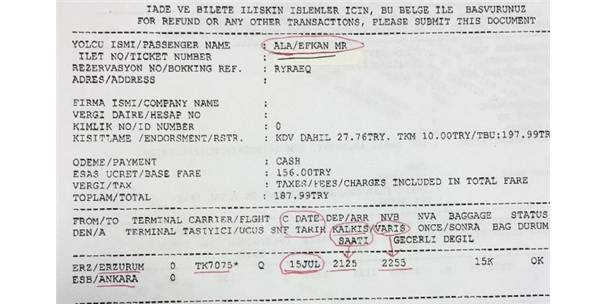 IADE VE BILETE ILISKIN ISLEMLER ICIN, BU BELGE ILE BASVURUNUZ
FOR REFUND OR ANY OTHER TRANSACTIONS, PLEASE SUBMIT THIS DOCUMENT
YOLCU ISMI/PASSENGER NAME : ALA/EFKAN MR
ILET NO/TICKET NUMBER :
REZERVASYON NO/BOKKING REF. : RYRAEQ
ADRES/ADDRESS :
FIRMA ISMI/COMPANY NAME :
VERGI DAIRE/HESAP NO :
KIMLIK NO/ID NUMBER : 0
KISITLAME /ENDORSMENT/RSTR. : KDV DAHIL 27.76TRY. TKM 10.00TRY/TBU:197.99TR
ODEME/PAYMENT : CASH
ESAS UCRET/BASE FARE : 156.00TRY
VERGI/TAX : TAXES/FEES/CHARGES INCLUDED IN TOTAL FARE
TOPLAM/TOTAL : 187.99TRY
FROM/TO TERMINAL CARRIER/FLGHT C DATE DEP/ARR NVB NVA BAGGAGE STATUS
DEN/A TERMINAL TASIYICI/UCUS SNF TARIH KALKIS/VARIS ONCE/SONRA BAG DURUM
SAATI GECERLI DEGIL
ERZ/ERZURUM 0 TK7075* Q 15JUL 2125 2253 15K OK
ESB/ANKARA 0